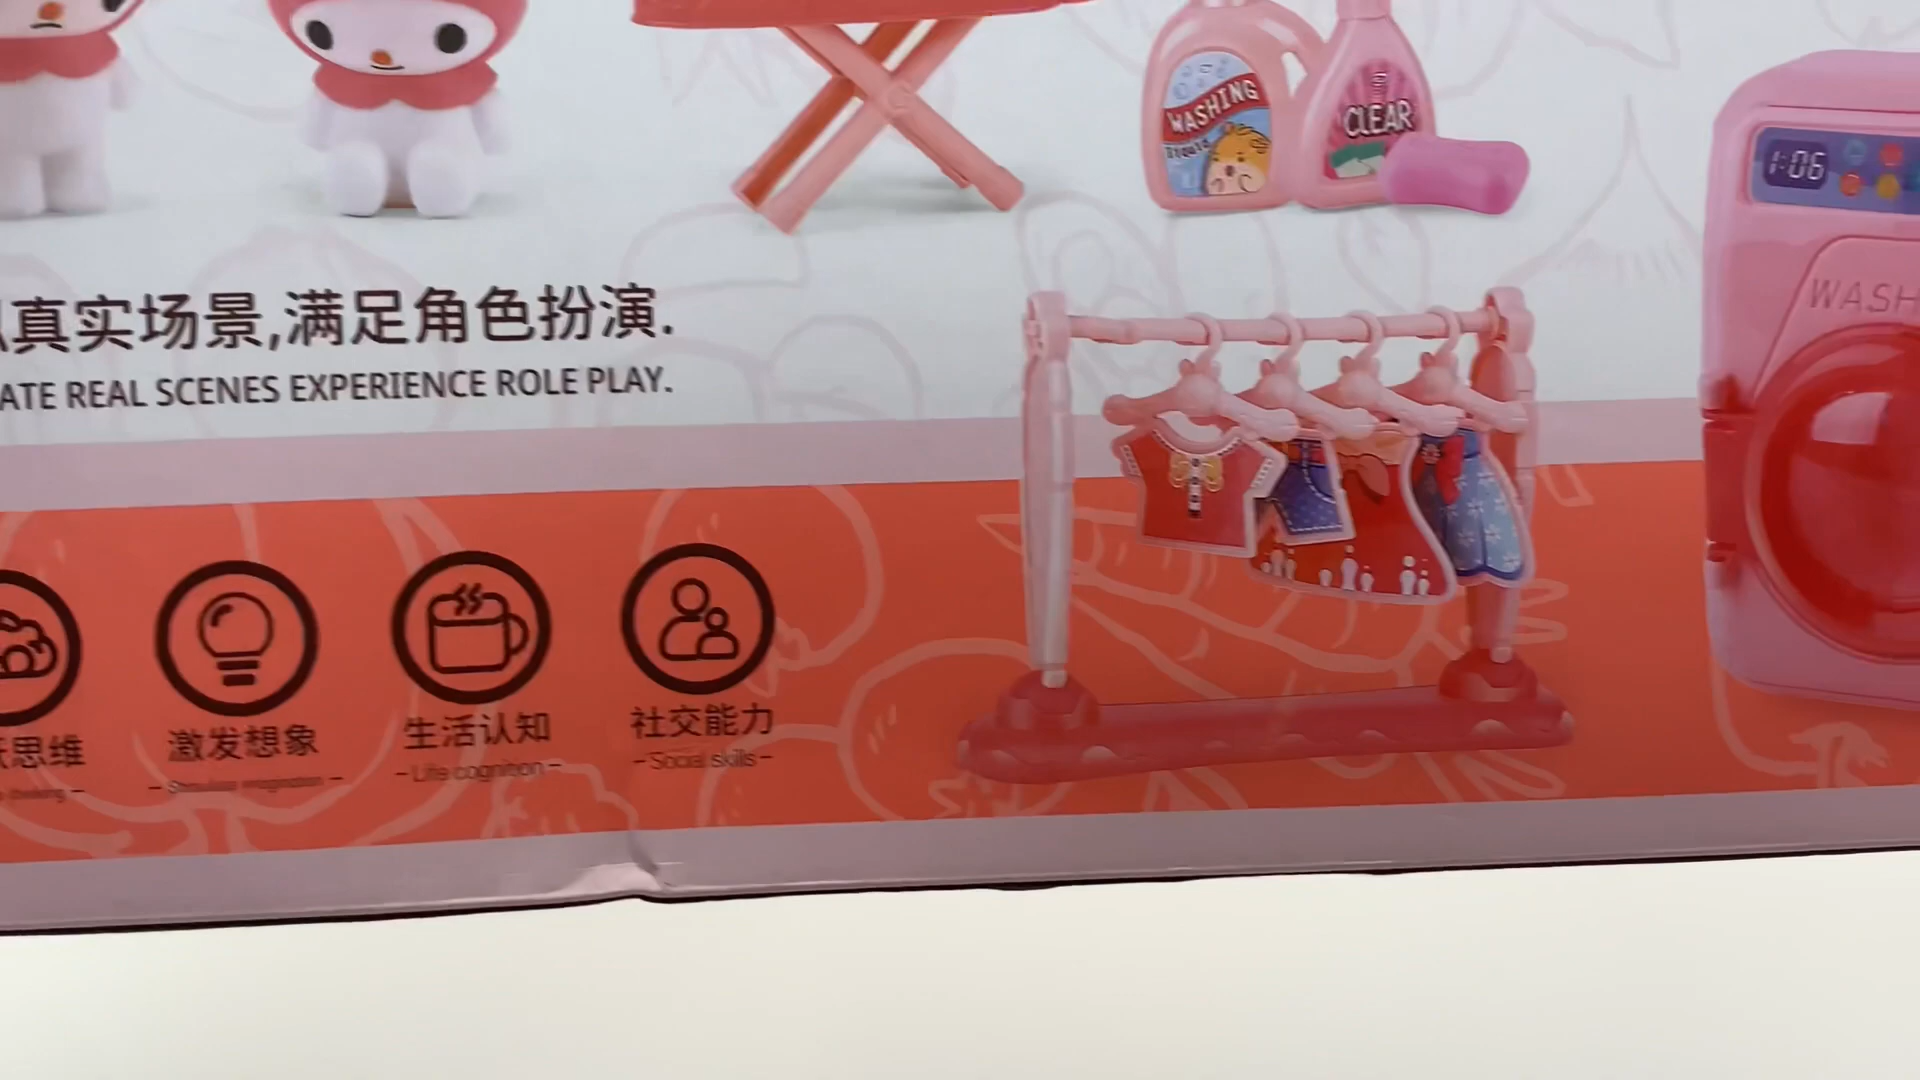 WASHING
CLEAR
1:06
WASH
真实场景,满足角色扮演.
ATE REAL SCENES EXPERIENCE ROLE PLAY.
思维
激发想象
生活认知
社交能力
- Stimulate imagination -
- Life cognition -
- Social skills -